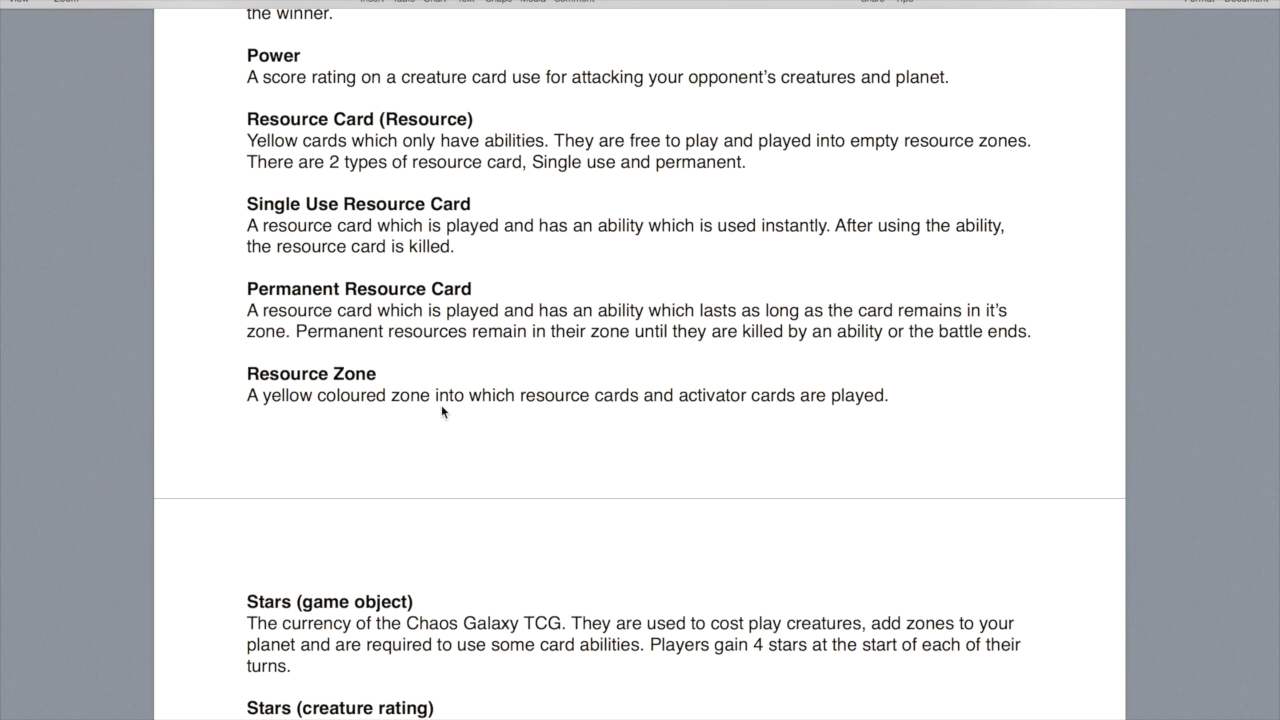 the winner.
Power
A score rating on a creature card use for attacking your opponent’s creatures and planet.
Resource Card (Resource)
Yellow cards which only have abilities. They are free to play and played into empty resource zones.
There are 2 types of resource card, Single use and permanent.
Single Use Resource Card
A resource card which is played and has an ability which is used instantly. After using the ability,
the resource card is killed.
Permanent Resource Card
A resource card which is played and has an ability which lasts as long as the card remains in it’s
zone. Permanent resources remain in their zone until they are killed by an ability or the battle ends.
Resource Zone
A yellow coloured zone into which resource cards and activator cards are played.
Stars (game object)
The currency of the Chaos Galaxy TCG. They are used to cost play creatures, add zones to your
planet and are required to use some card abilities. Players gain 4 stars at the start of each of their
turns.
Stars (creature rating)